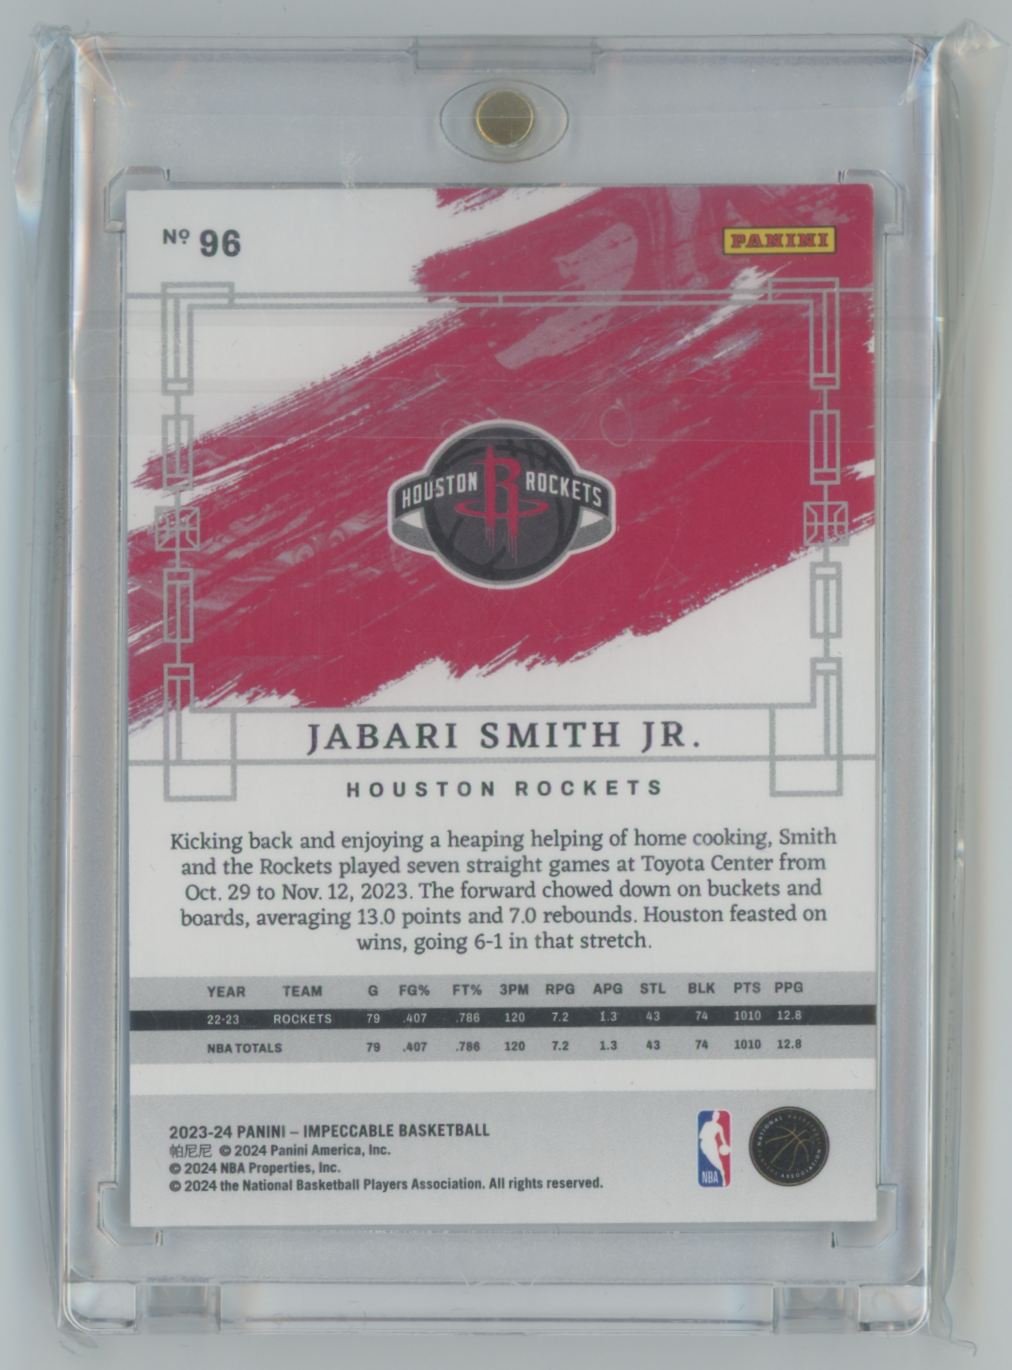 Nº 96
PANINI
HOUSTON ROCKETS
R
JABARI SMITH JR.
HOUSTON ROCKETS
Kicking back and enjoying a heaping helping of home cooking, Smith
and the Rockets played seven straight games at Toyota Center from
Oct. 29 to Nov. 12, 2023. The forward chowed down on buckets and
boards, averaging 13.0 points and 7.0 rebounds. Houston feasted on
wins, going 6-1 in that stretch.
YEAR TEAM G FG% FT% 3PM RPG APG STL BLK PTS PPG
22-23 ROCKETS 79 .407 .786 120 7.2 1.3 43 74 1010 12.8
NBA TOTALS 79 .407 .786 120 7.2 1.3 43 74 1010 12.8
2023-24 PANINI – IMPECCABLE BASKETBALL
帕尼尼 © 2024 Panini America, Inc.
© 2024 NBA Properties, Inc.
© 2024 the National Basketball Players Association. All rights reserved.
NBA
NATIONAL BASKETBALL PLAYERS ASSOCIATION